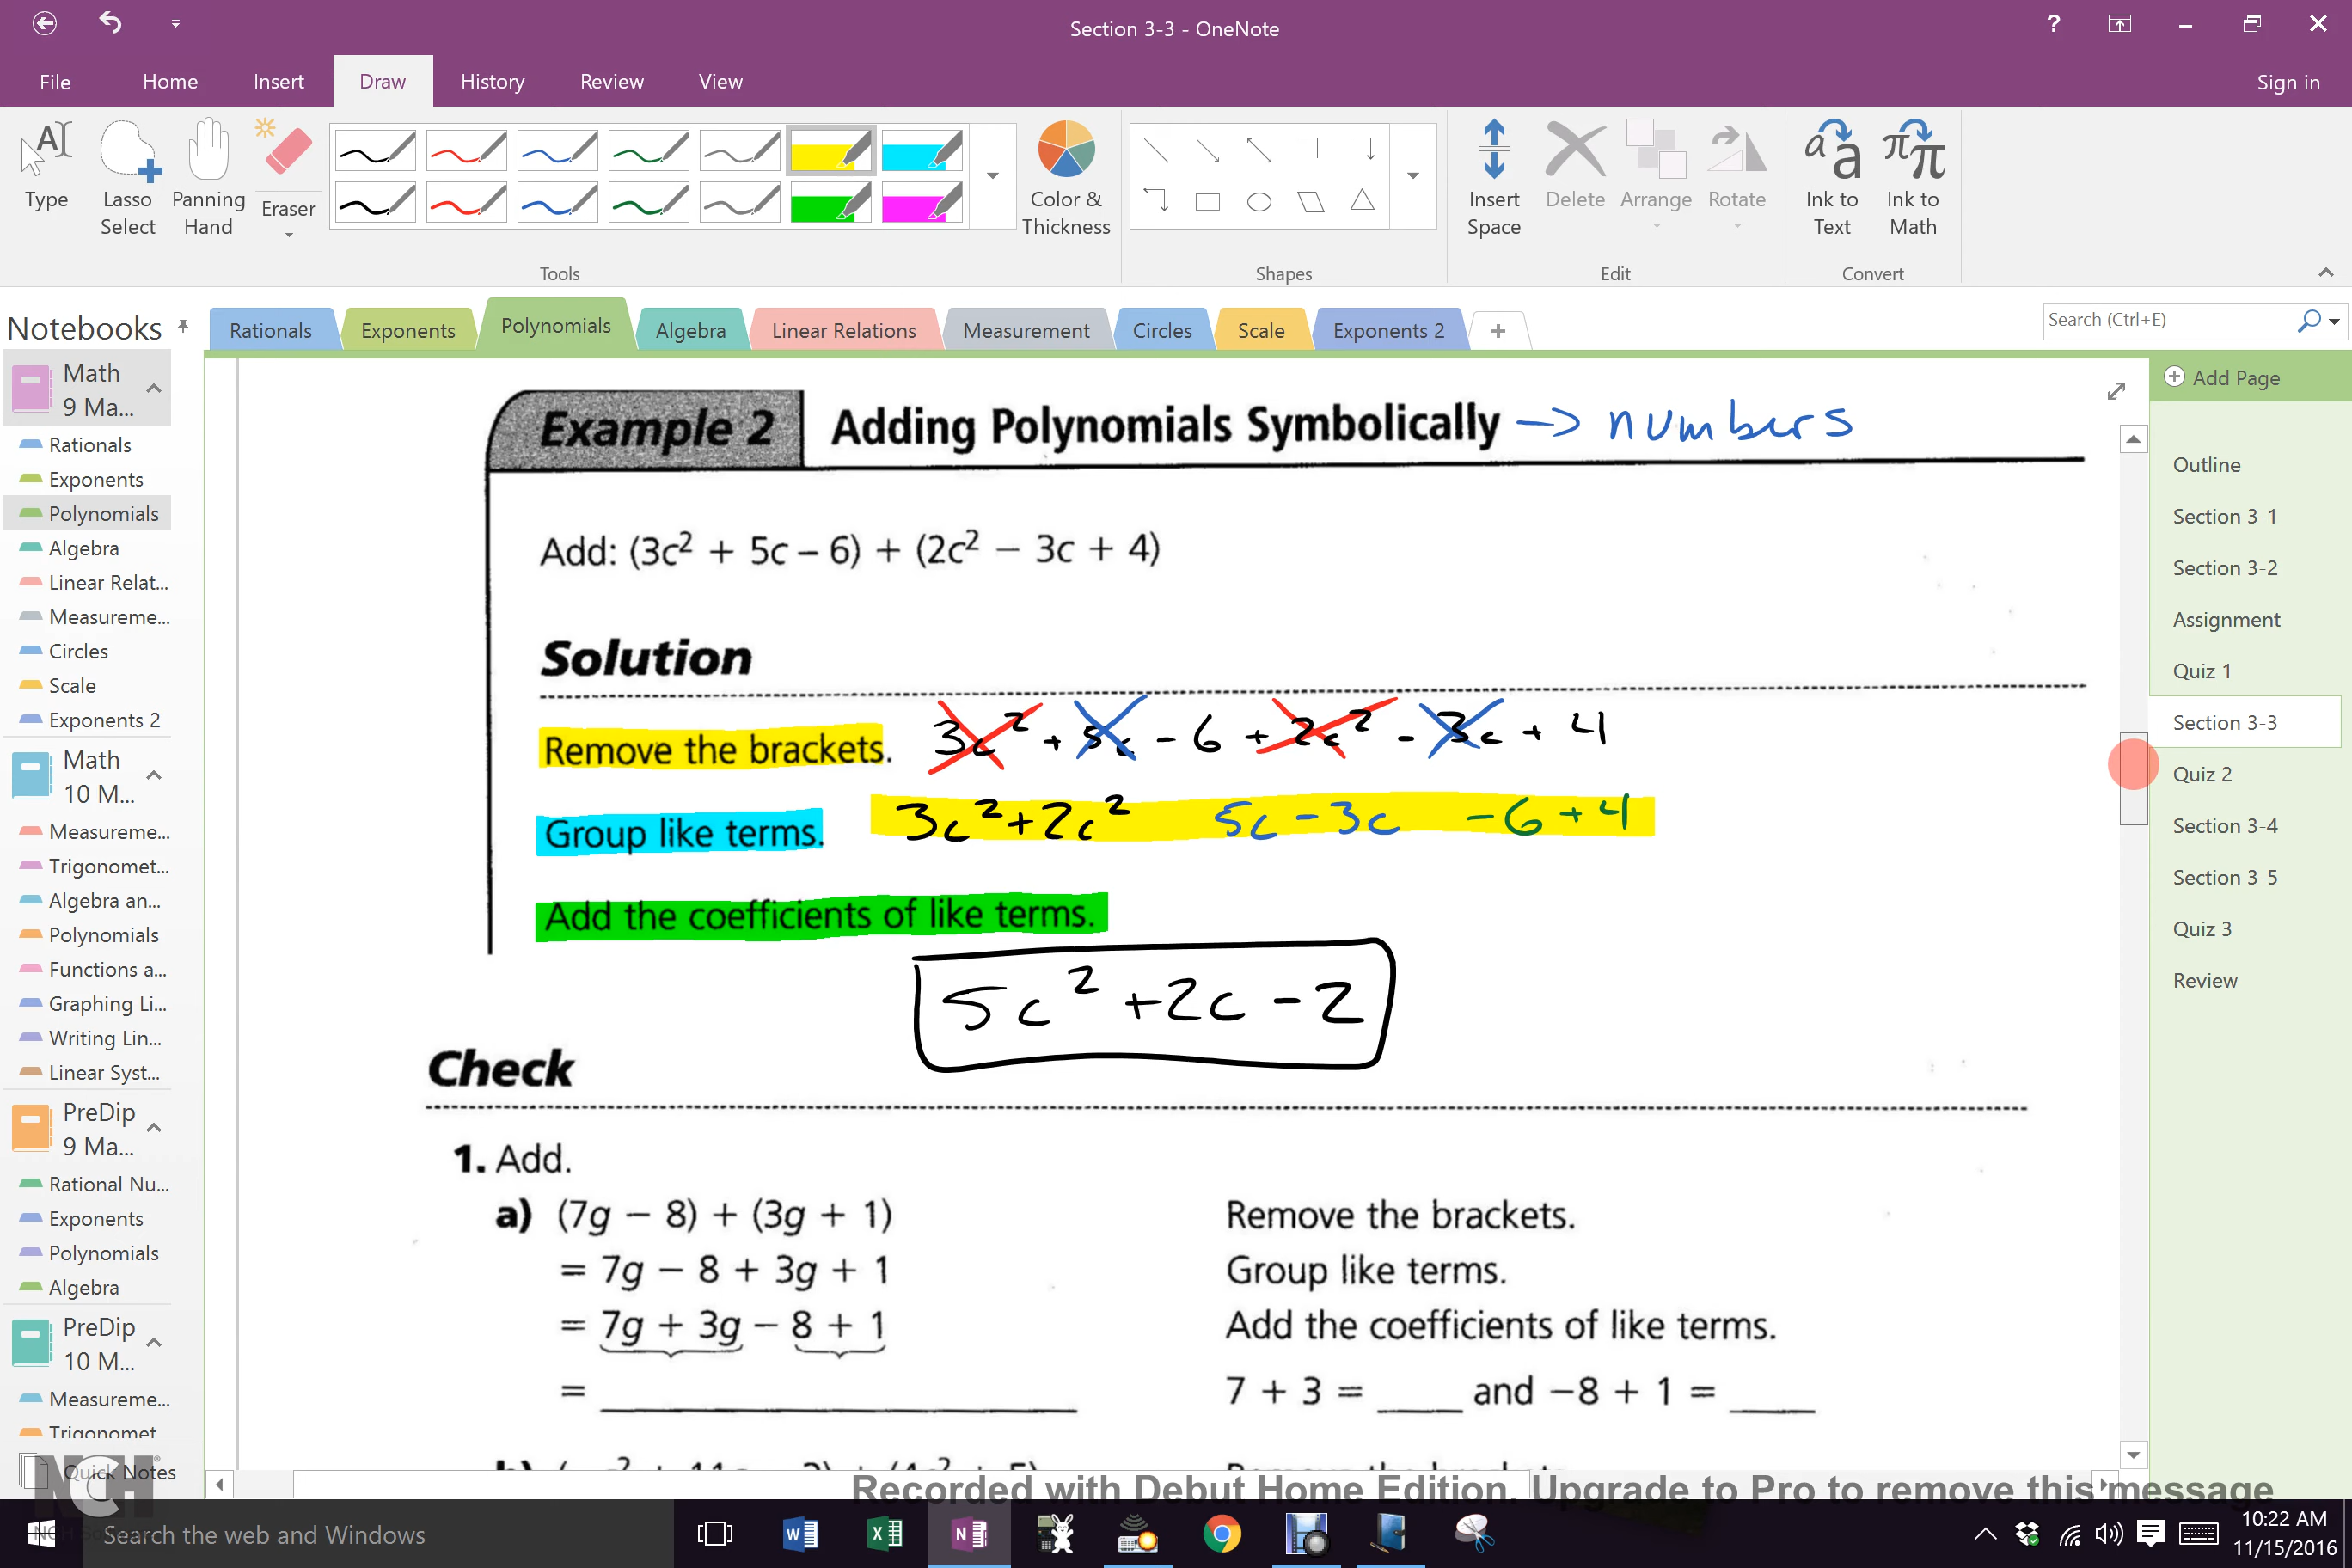 Section 3-3 - OneNote
?
File Home Insert Draw History Review View Sign in
Type Lasso Select Panning Hand Eraser Color & Thickness Insert Space Delete Arrange Rotate Ink to Text Ink to Math
Tools Shapes Edit Convert
Notebooks
Rationals Exponents Polynomials Algebra Linear Relations Measurement Circles Scale Exponents 2 +
Search (Ctrl+E)
Math 9 Ma...
Rationals
Exponents
Polynomials
Algebra
Linear Relat...
Measureme...
Circles
Scale
Exponents 2
Math 10 M...
Measureme...
Trigonomet...
Algebra an...
Polynomials
Functions a...
Graphing Li...
Writing Lin...
Linear Syst...
PreDip 9 Ma...
Rational Nu...
Exponents
Polynomials
Algebra
PreDip 10 M...
Measureme...
Trigonomet
Quick Notes
Example 2 Adding Polynomials Symbolically → numbers
Add: (3c² + 5c – 6) + (2c² − 3c + 4)
Solution
Remove the brackets. 3c² + 5c - 6 + 2c² - 3c + 4
Group like terms. 3c²+2c² 5c-3c -6+4
Add the coefficients of like terms.
5c² +2c -2
Check
1. Add.
a) (7g − 8) + (3g + 1) Remove the brackets.
= 7g − 8 + 3g + 1 Group like terms.
= 7g + 3g − 8 + 1 Add the coefficients of like terms.
= ____ 7 + 3 = ____ and −8 + 1 = ____
Add Page
Outline
Section 3-1
Section 3-2
Assignment
Quiz 1
Section 3-3
Quiz 2
Section 3-4
Section 3-5
Quiz 3
Review
NCH
Recorded with Debut Home Edition. Upgrade to Pro to remove this message
Search the web and Windows
10:22 AM
11/15/2016